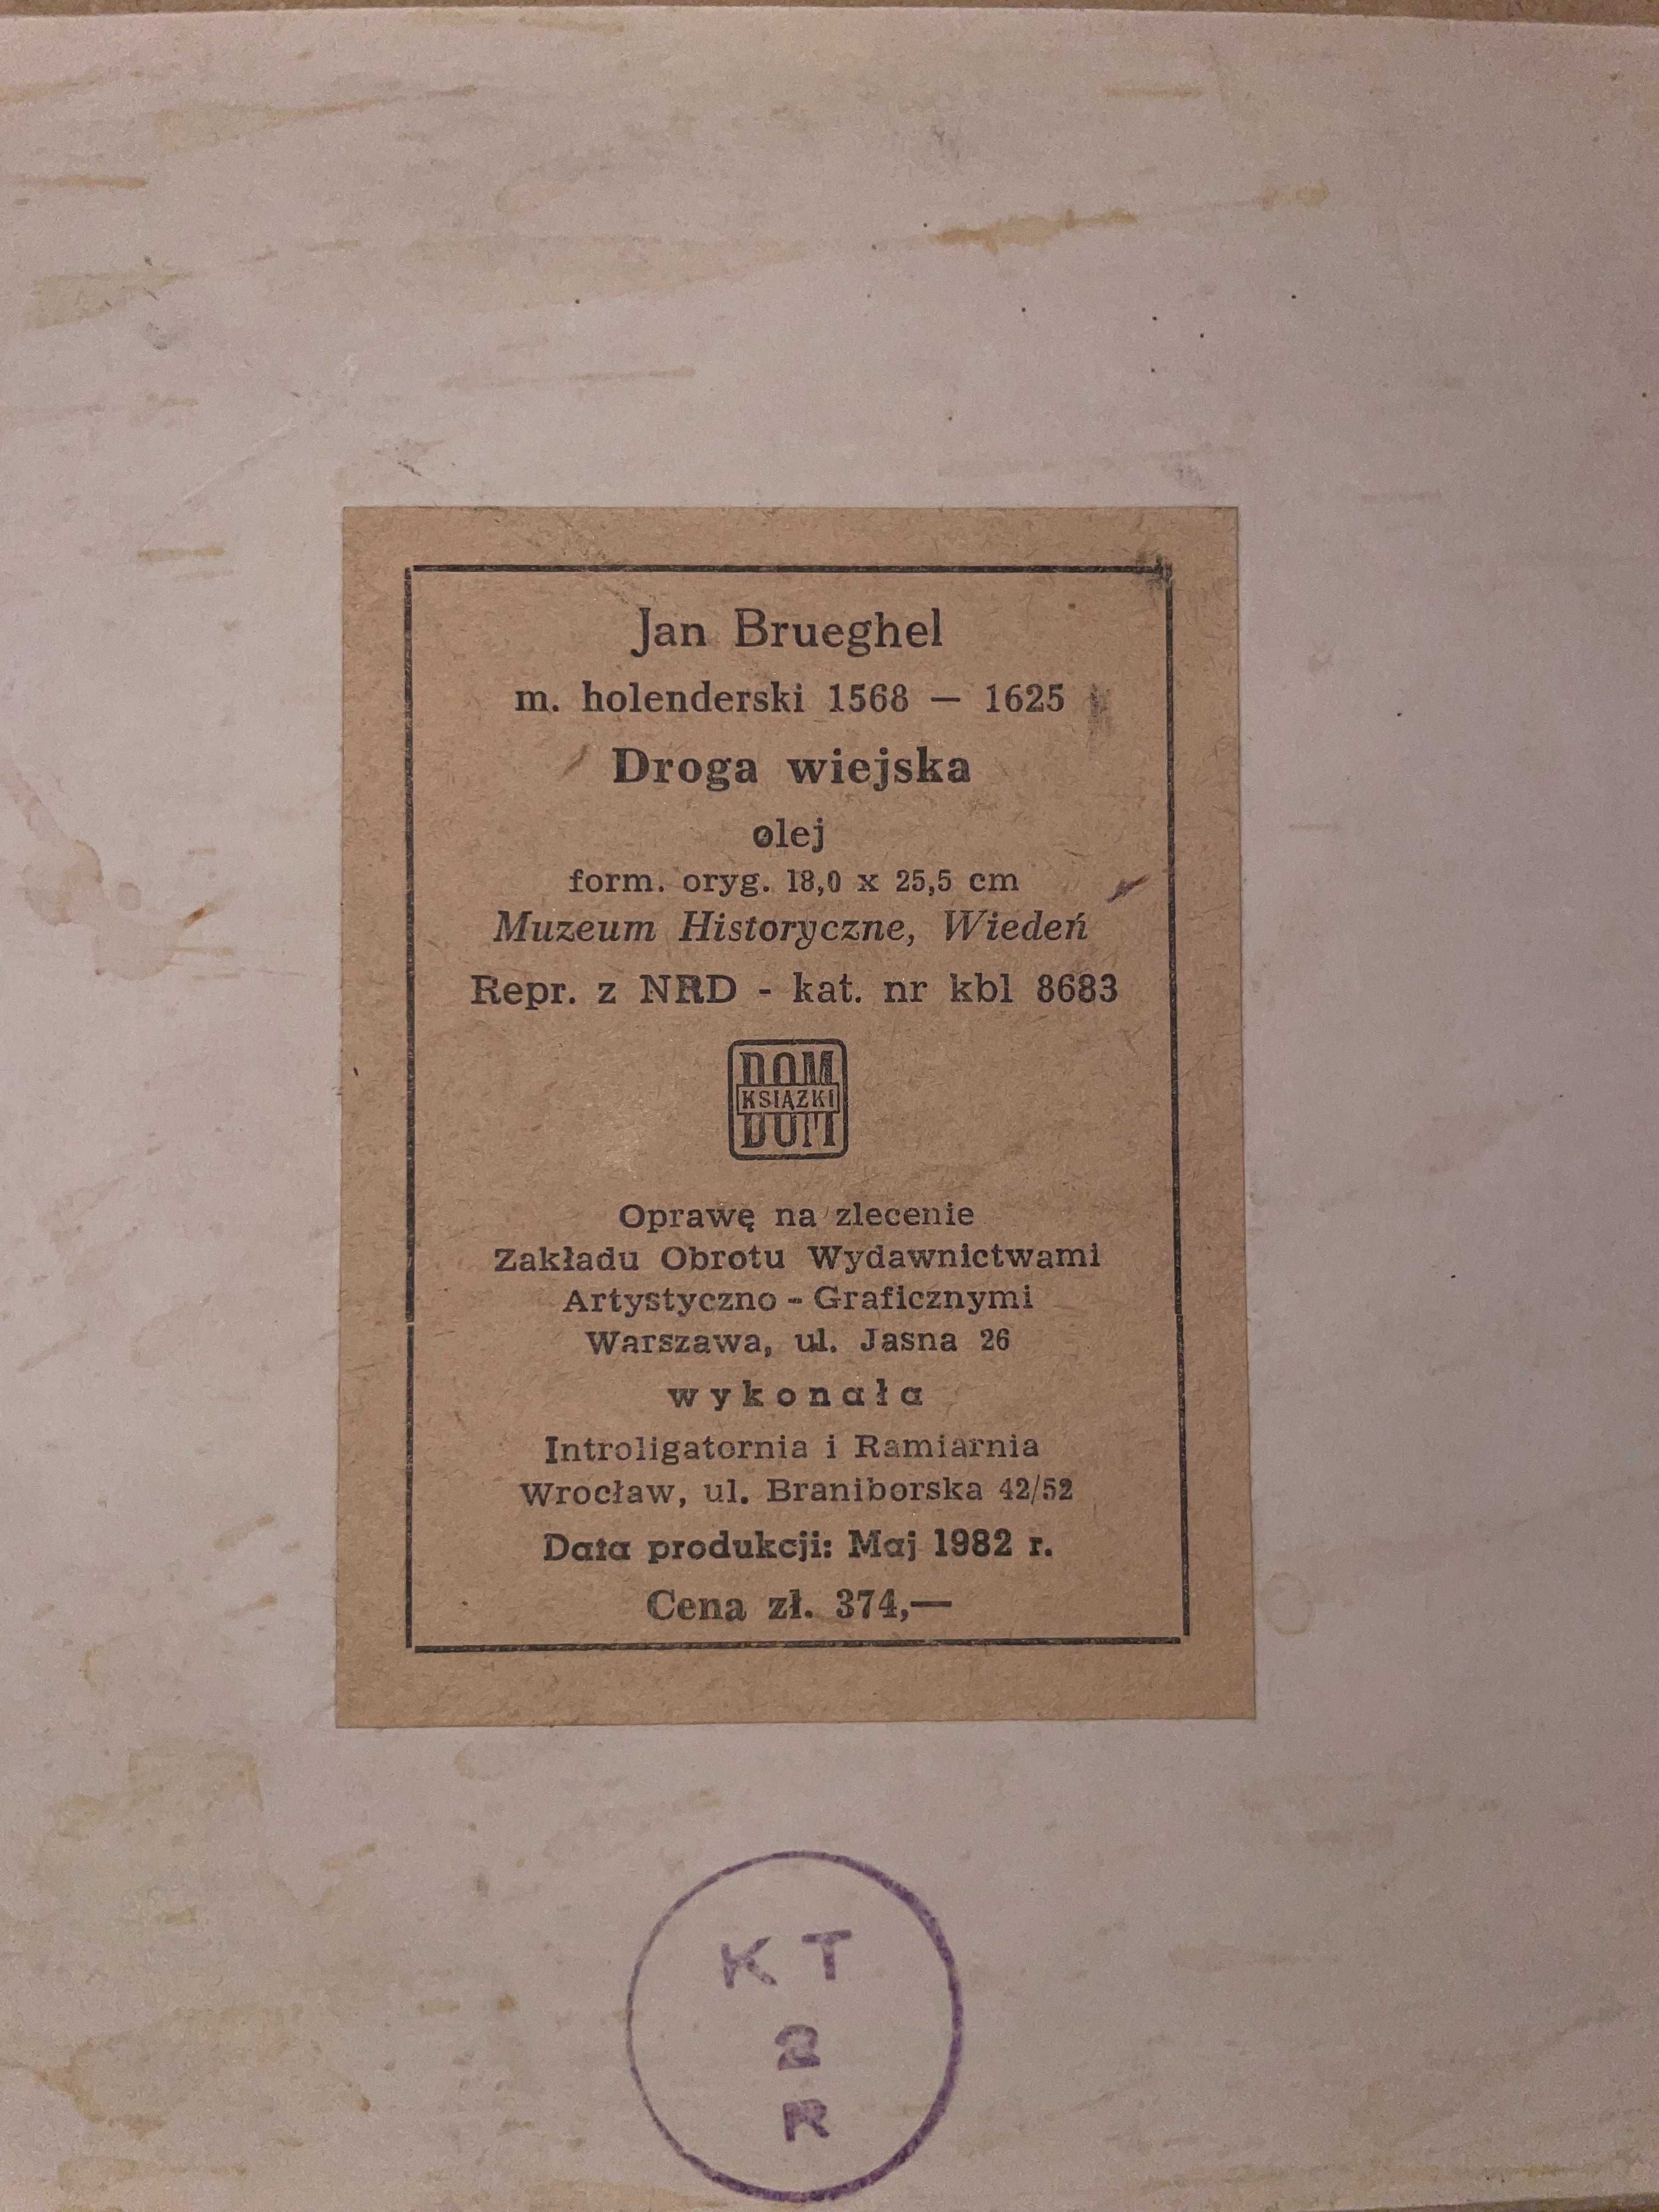 Jan Brueghel
m. holenderski 1568 — 1625
Droga wiejska
olej
form. oryg. 18,0 x 25,5 cm
Muzeum Historyczne, Wiedeń
Repr. z NRD - kat. nr kbl 8683
DOM
KSIĄŻKI
DOM
Oprawę na zlecenie
Zakładu Obrotu Wydawnictwami
Artystyczno - Graficznymi
Warszawa, ul. Jasna 26
wykonała
Introligatornia i Ramiarnia
Wrocław, ul. Braniborska 42/52
Data produkcji: Maj 1982 r.
Cena zł. 374,—
KT
2
R